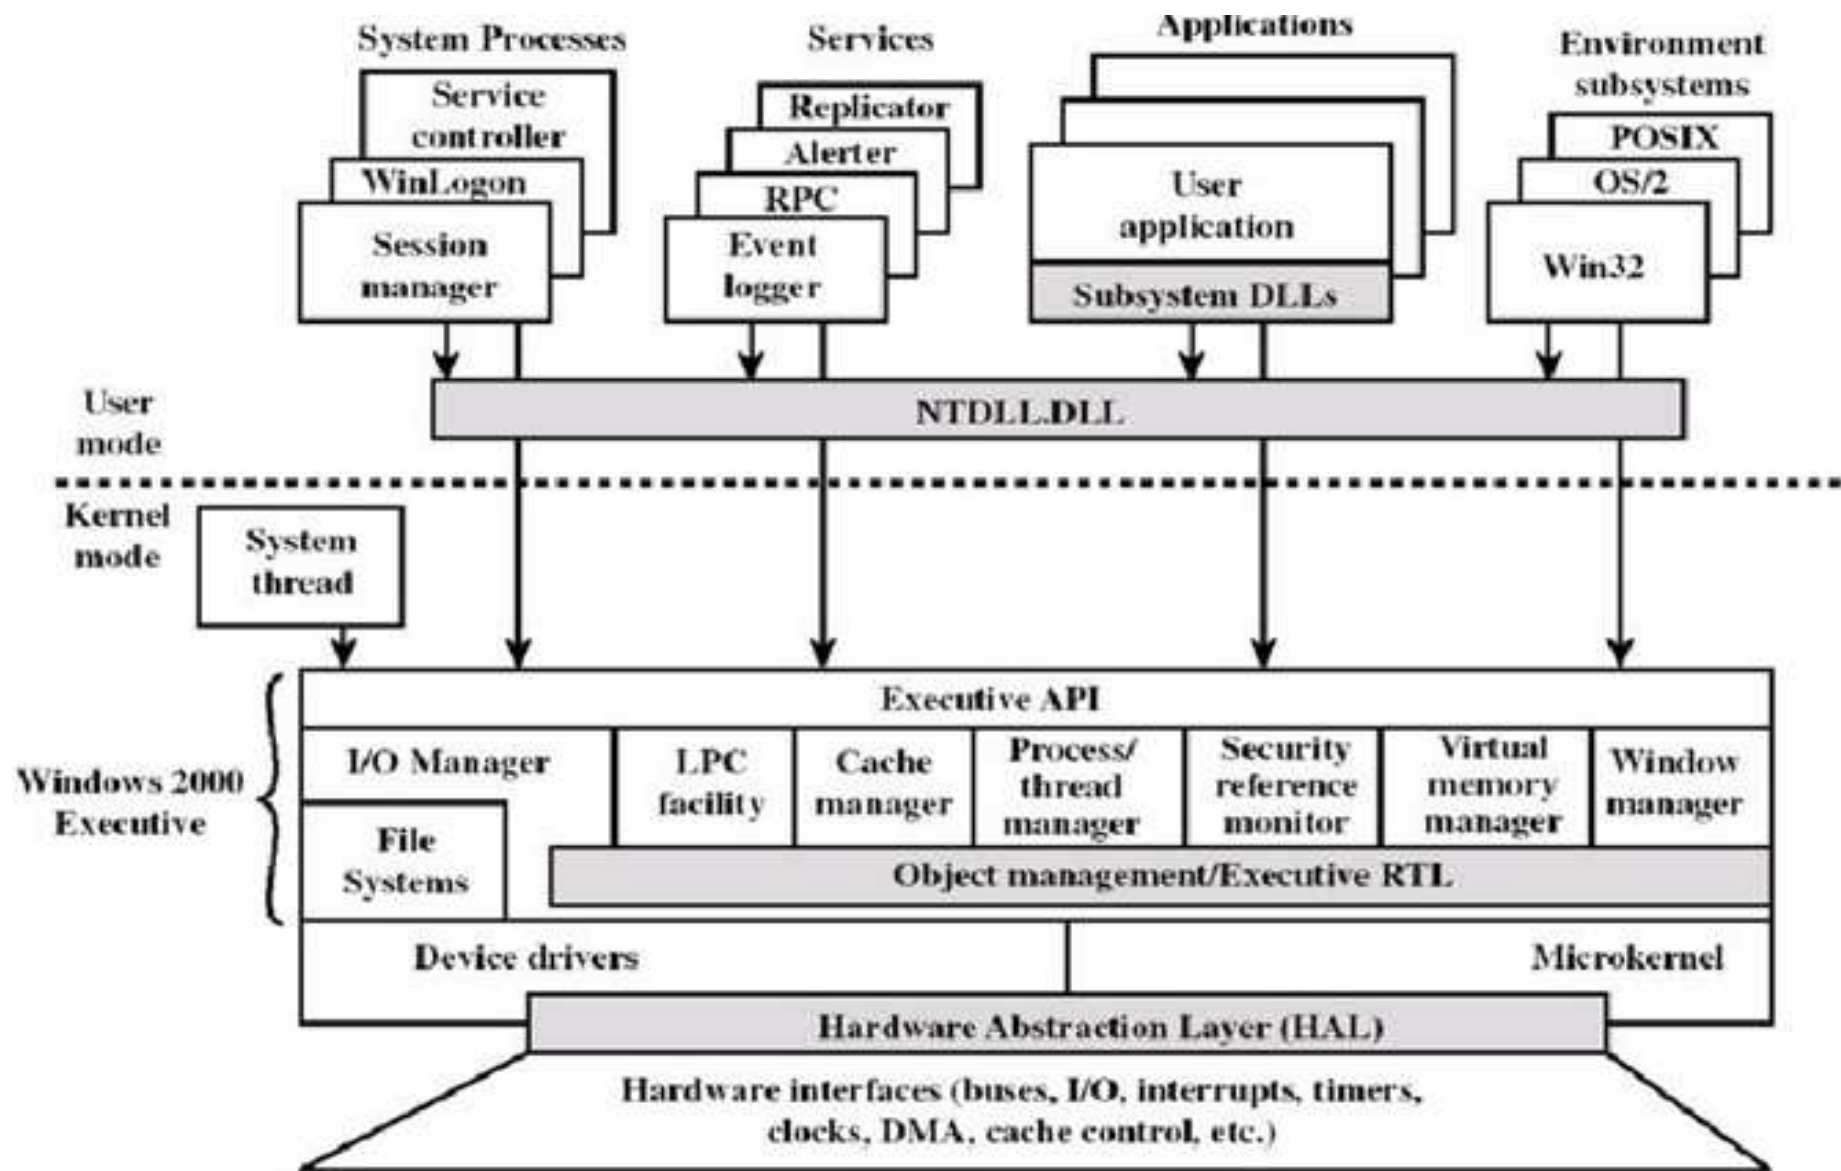 System Processes
Service
controller
WinLogon
Session
manager
Services
Replicator
Alerter
RPC
Event
logger
Applications
User
application
Subsystem DLLs
Environment
subsystems
POSIX
OS/2
Win32
NTDLL.DLL
User
mode
Kernel
mode
System
thread
Windows 2000
Executive
Executive API
I/O Manager
File
Systems
LPC
facility
Cache
manager
Process/
thread
manager
Security
reference
monitor
Virtual
memory
manager
Window
manager
Object management/Executive RTL
Device drivers
Microkernel
Hardware Abstraction Layer (HAL)
Hardware interfaces (buses, I/O, interrupts, timers,
clocks, DMA, cache control, etc.)